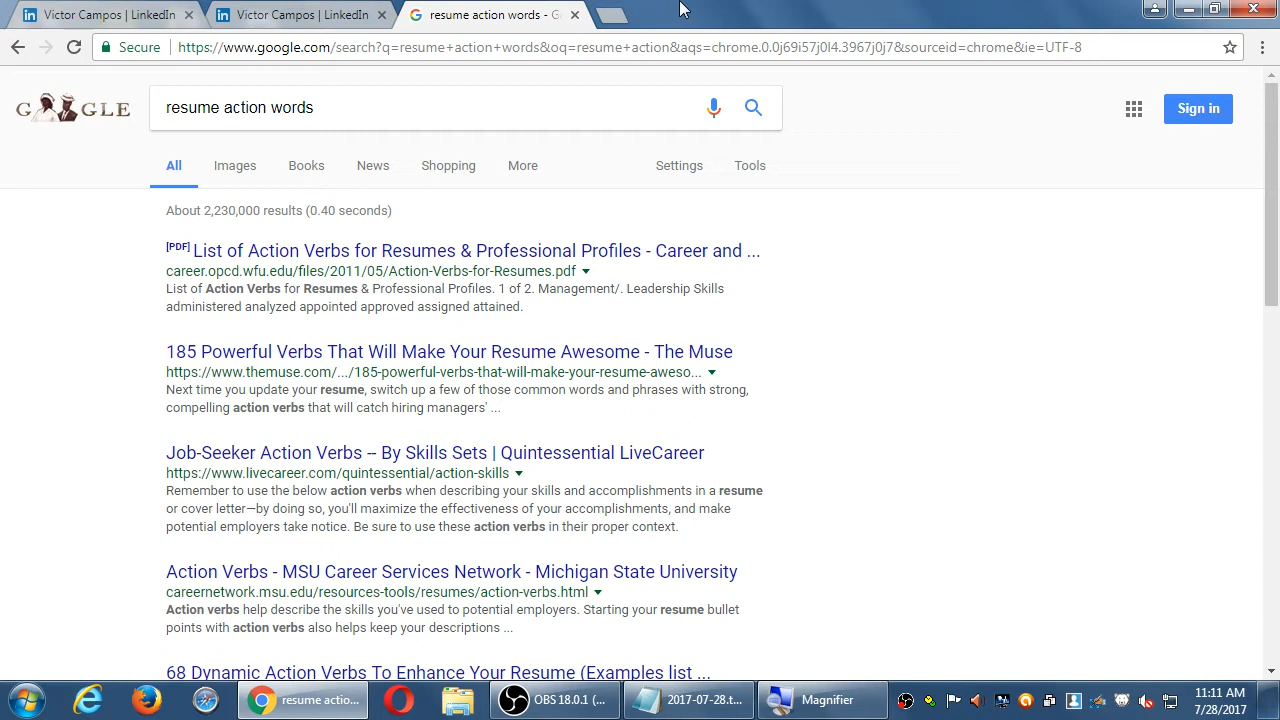 Victor Campos | LinkedIn
Victor Campos | LinkedIn
resume action words - G
Secure
https://www.google.com/search?q=resume+action+words&oq=resume+action&aqs=chrome.0.0j69i57j0l4.3967j0j7&sourceid=chrome&ie=UTF-8
GOOGLE
resume action words
Sign in
All Images Books News Shopping More Settings Tools
About 2,230,000 results (0.40 seconds)
[PDF] List of Action Verbs for Resumes & Professional Profiles - Career and ...
career.opcd.wfu.edu/files/2011/05/Action-Verbs-for-Resumes.pdf
List of Action Verbs for Resumes & Professional Profiles. 1 of 2. Management/. Leadership Skills
administered analyzed appointed approved assigned attained.
185 Powerful Verbs That Will Make Your Resume Awesome - The Muse
https://www.themuse.com/.../185-powerful-verbs-that-will-make-your-resume-aweso...
Next time you update your resume, switch up a few of those common words and phrases with strong,
compelling action verbs that will catch hiring managers' ...
Job-Seeker Action Verbs -- By Skills Sets | Quintessential LiveCareer
https://www.livecareer.com/quintessential/action-skills
Remember to use the below action verbs when describing your skills and accomplishments in a resume
or cover letter—by doing so, you'll maximize the effectiveness of your accomplishments, and make
potential employers take notice. Be sure to use these action verbs in their proper context.
Action Verbs - MSU Career Services Network - Michigan State University
careernetwork.msu.edu/resources-tools/resumes/action-verbs.html
Action verbs help describe the skills you've used to potential employers. Starting your resume bullet
points with action verbs also helps keep your descriptions ...
68 Dynamic Action Verbs To Enhance Your Resume (Examples list ...
resume actio...
OBS 18.0.1 (...
2017-07-28.t...
Magnifier
11:11 AM
7/28/2017